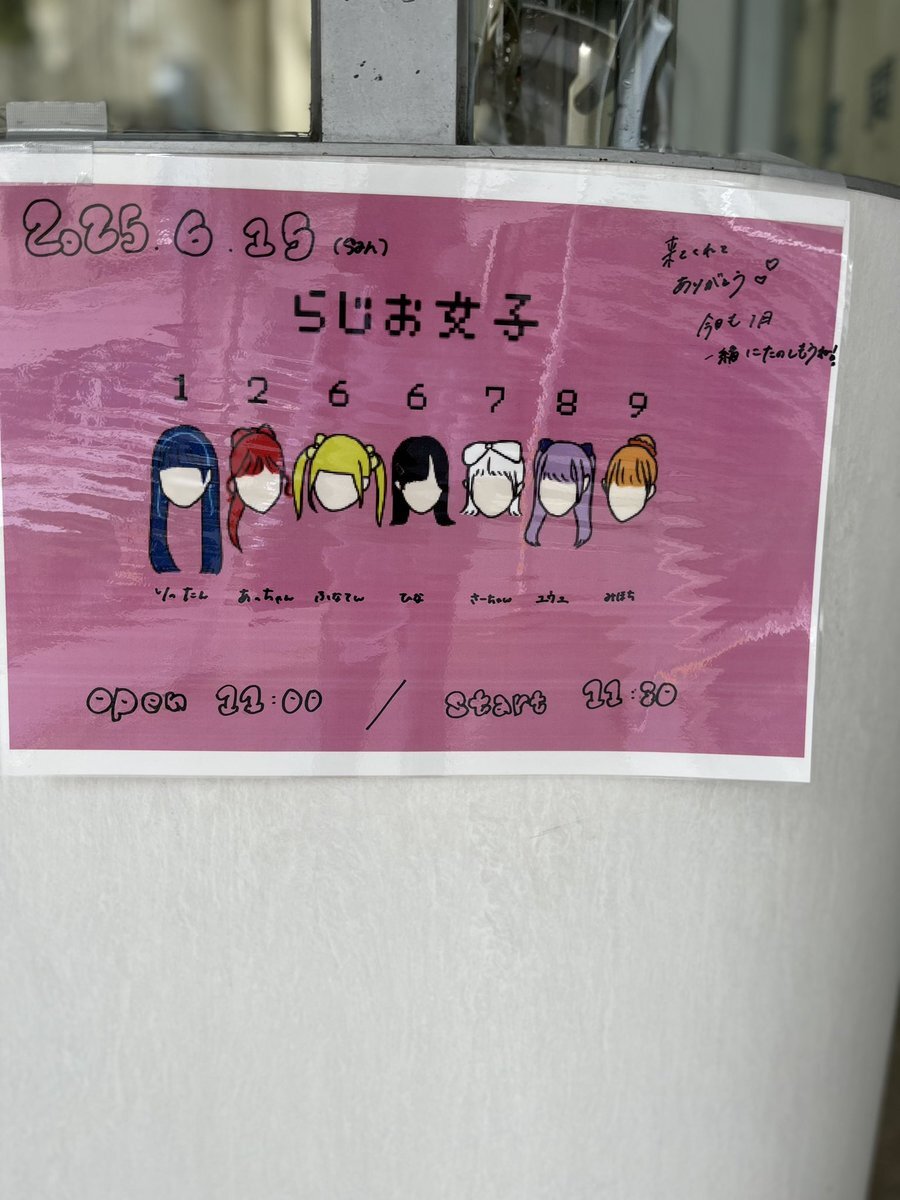 2025.6.15 (sun)
来てくれて
ありがとう♡♡
今日も1日
一緒にたのしもうね!
らじお女子
1 2 6 6 7 8 9
りったん あっちゃん ふなてん ひな さーちゃん ユウユ みほち
open 11:00 / start 11:30